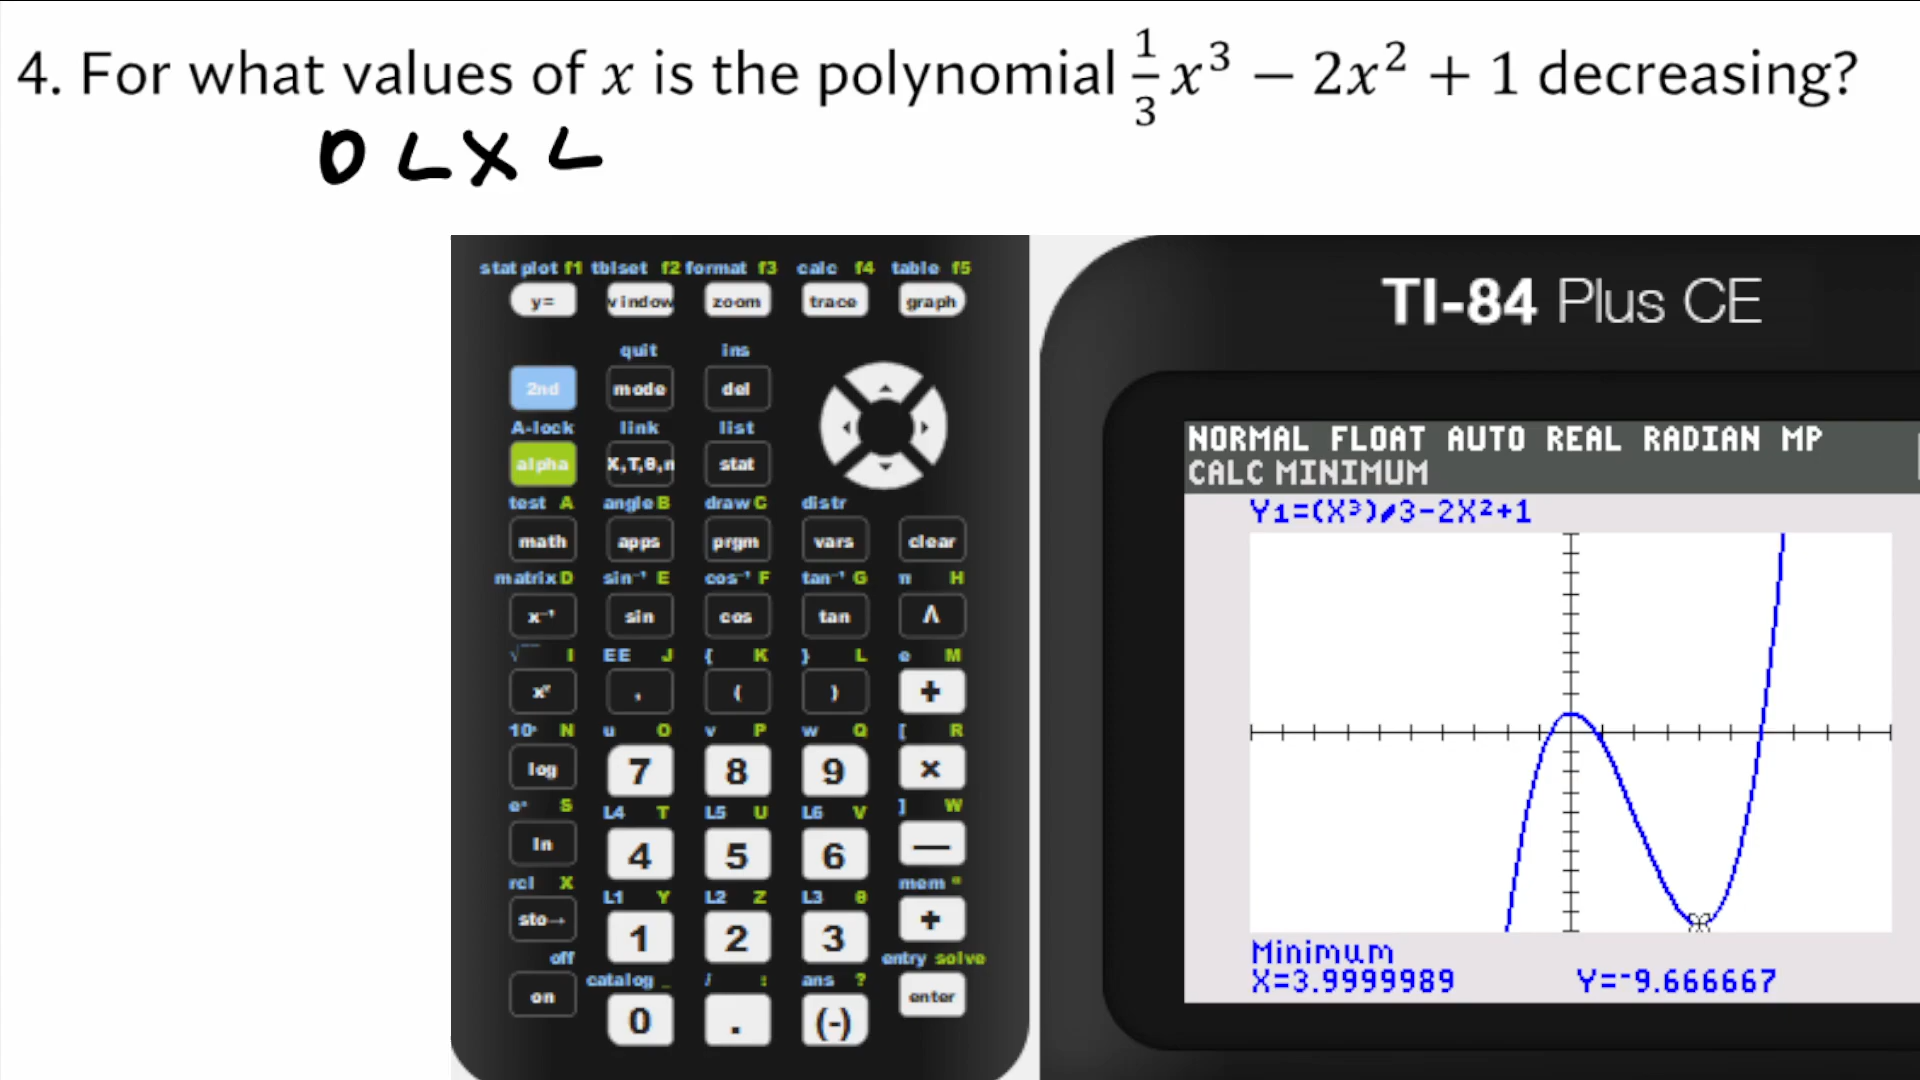 4. For what values of x is the polynomial 1/3 x³ − 2x² + 1 decreasing?
0 < x <
stat plot f1 tblset f2 format f3 calc f4 table f5
y= window zoom trace graph
quit ins
2nd mode del
A-lock link list
alpha X,T,θ,n stat
test A angle B draw C distr
math apps prgm vars clear
matrix D sin⁻¹ E cos⁻¹ F tan⁻¹ G π H
x⁻¹ sin cos tan ^
√ I EE J { K } L e M
x² , ( ) ÷
10ˣ N u O v P w Q [ R
log 7 8 9 ×
eˣ S L4 T L5 U L6 V ] W
ln 4 5 6 —
rcl X L1 Y L2 Z L3 θ mem "
sto→ 1 2 3 +
off catalog _ i : ans ? entry solve
on 0 . (-) enter
TI-84 Plus CE
NORMAL FLOAT AUTO REAL RADIAN MP
CALC MINIMUM
Y1=(X³)/3-2X²+1
Minimum
X=3.9999989 Y=-9.666667